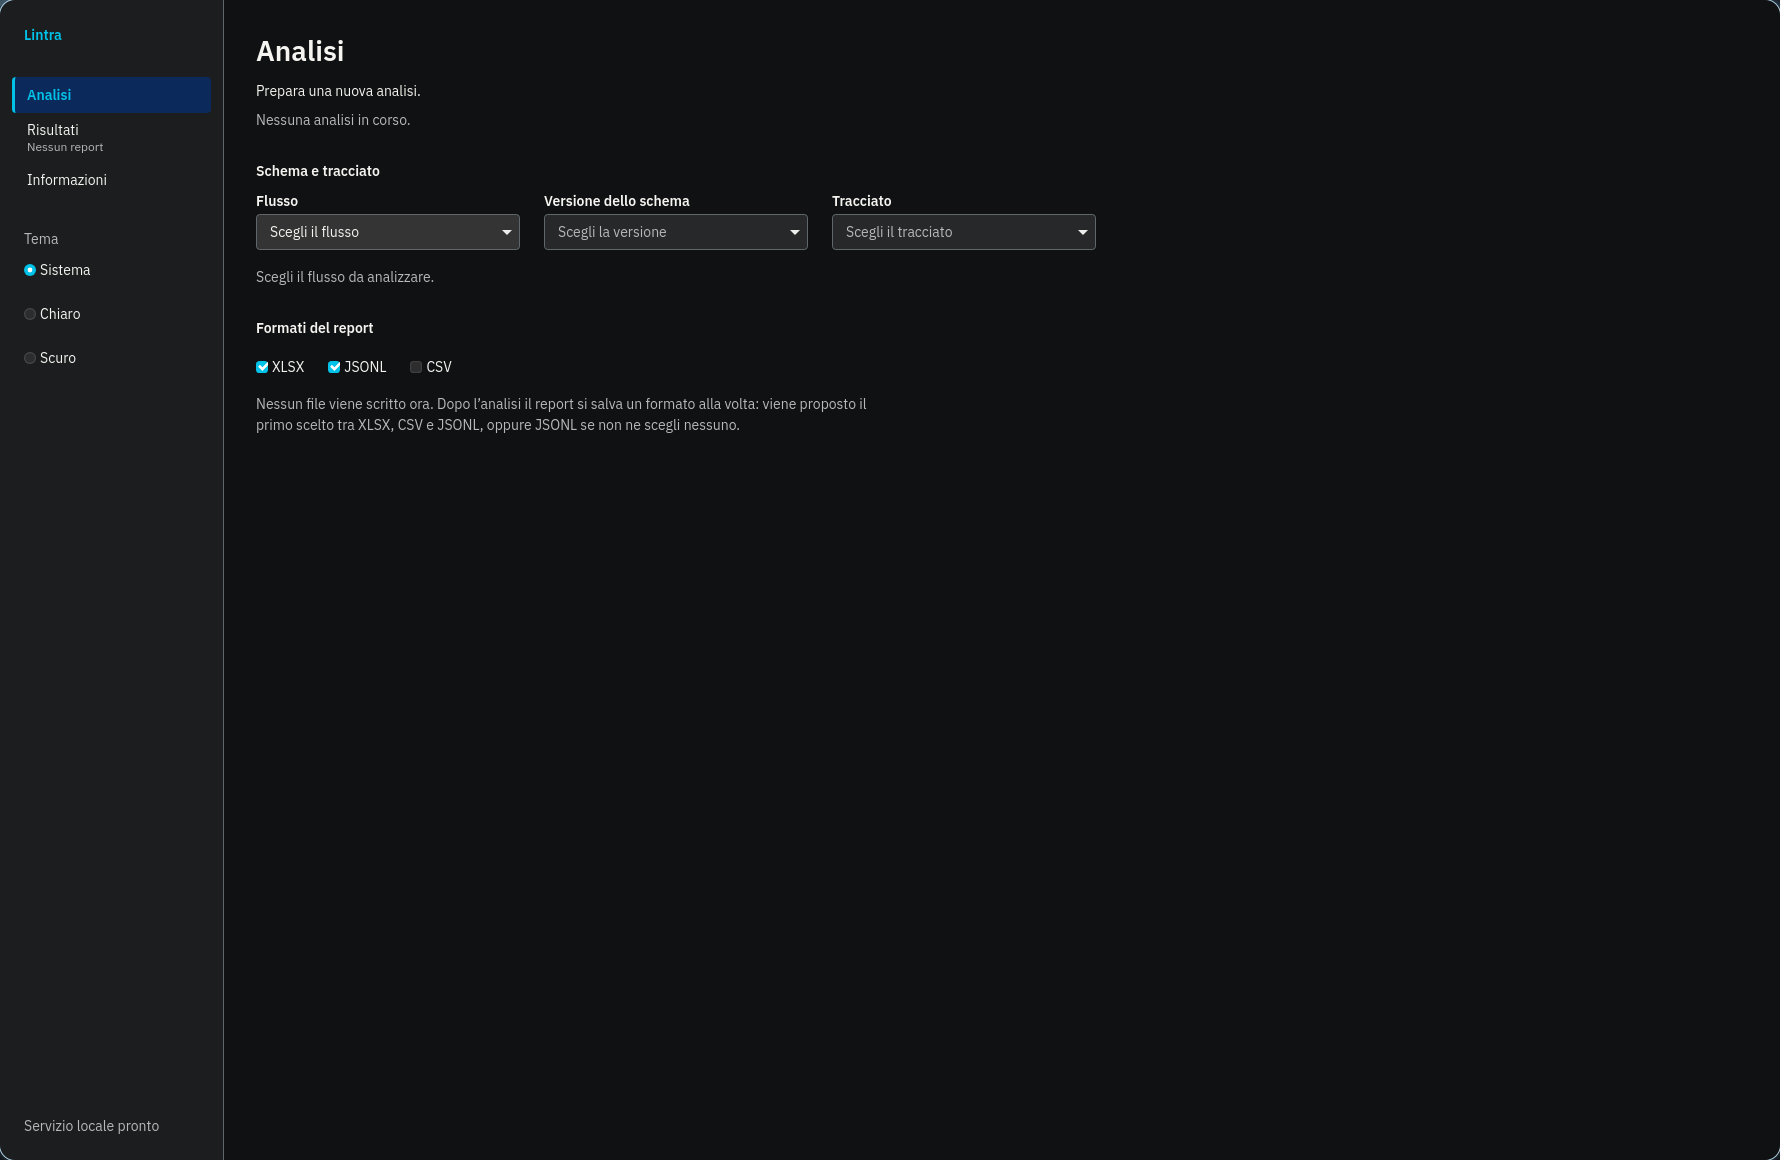 Lintra
Analisi
Risultati
Nessun report
Informazioni
Tema
Sistema
Chiaro
Scuro
Servizio locale pronto
Analisi
Prepara una nuova analisi.
Nessuna analisi in corso.
Schema e tracciato
Flusso
Versione dello schema
Tracciato
Scegli il flusso
Scegli la versione
Scegli il tracciato
Scegli il flusso da analizzare.
Formati del report
XLSX JSONL CSV
Nessun file viene scritto ora. Dopo l’analisi il report si salva un formato alla volta: viene proposto il
primo scelto tra XLSX, CSV e JSONL, oppure JSONL se non ne scegli nessuno.